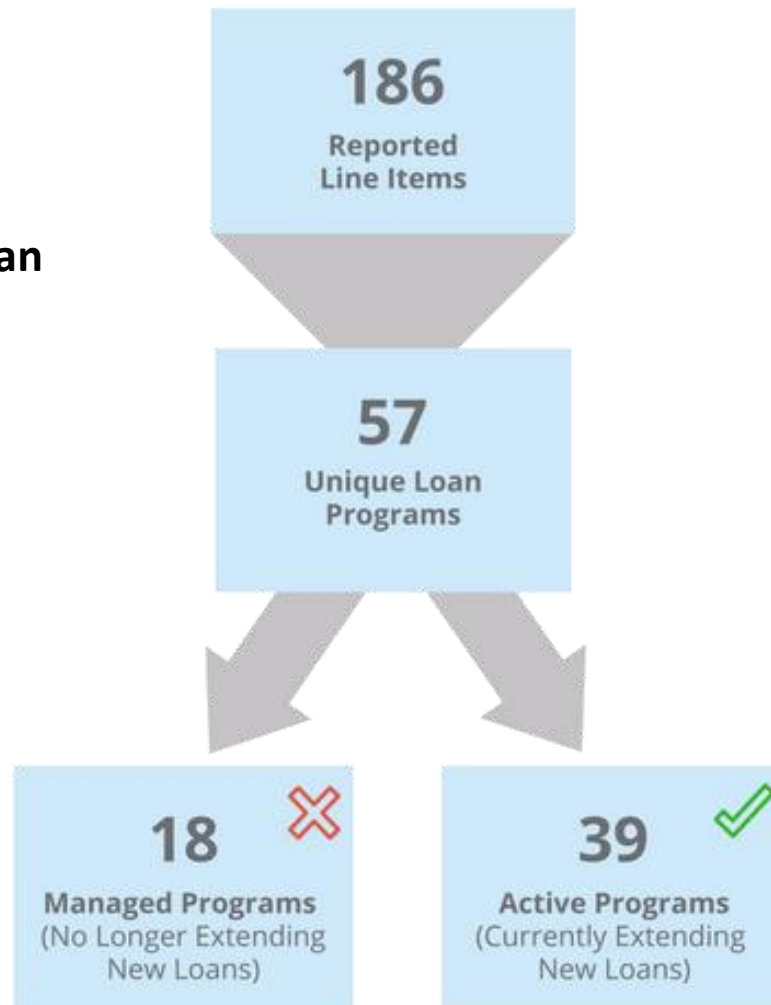 186
Reported
Line Items
57
Unique Loan
Programs
18
Managed Programs
(No Longer Extending
New Loans)
39
Active Programs
(Currently Extending
New Loans)